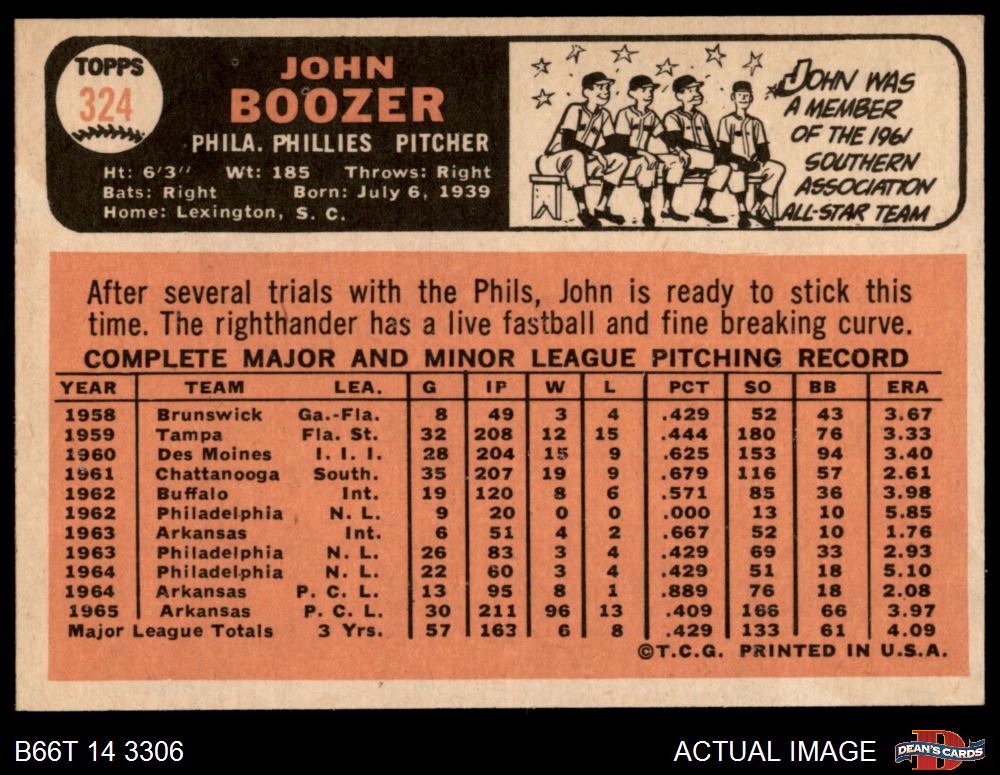 TOPPS
324
JOHN
BOOZER
PHILA. PHILLIES PITCHER
Ht: 6'3" Wt: 185 Throws: Right
Bats: Right Born: July 6, 1939
Home: Lexington, S. C.
JOHN WAS
A MEMBER
OF THE 1961
SOUTHERN
ASSOCIATION
ALL-STAR TEAM
After several trials with the Phils, John is ready to stick this
time. The righthander has a live fastball and fine breaking curve.
COMPLETE MAJOR AND MINOR LEAGUE PITCHING RECORD
YEAR TEAM LEA. G IP W L PCT SO BB ERA
1958 Brunswick Ga.-Fla. 8 49 3 4 .429 52 43 3.67
1959 Tampa Fla. St. 32 208 12 15 .444 180 76 3.33
1960 Des Moines I. I. I. 28 204 15 9 .625 153 94 3.40
1961 Chattanooga South. 35 207 19 9 .679 116 57 2.61
1962 Buffalo Int. 19 120 8 6 .571 85 36 3.98
1962 Philadelphia N. L. 9 20 0 0 .000 13 10 5.85
1963 Arkansas Int. 6 51 4 2 .667 52 10 1.76
1963 Philadelphia N. L. 26 83 3 4 .429 69 33 2.93
1964 Philadelphia N. L. 22 60 3 4 .429 51 18 5.10
1964 Arkansas P. C. L. 13 95 8 1 .889 76 18 2.08
1965 Arkansas P. C. L. 30 211 96 13 .409 166 66 3.97
Major League Totals 3 Yrs. 57 163 6 8 .429 133 61 4.09
©T.C.G. PRINTED IN U.S.A.
B66T 14 3306
ACTUAL IMAGE
DEAN'S CARDS